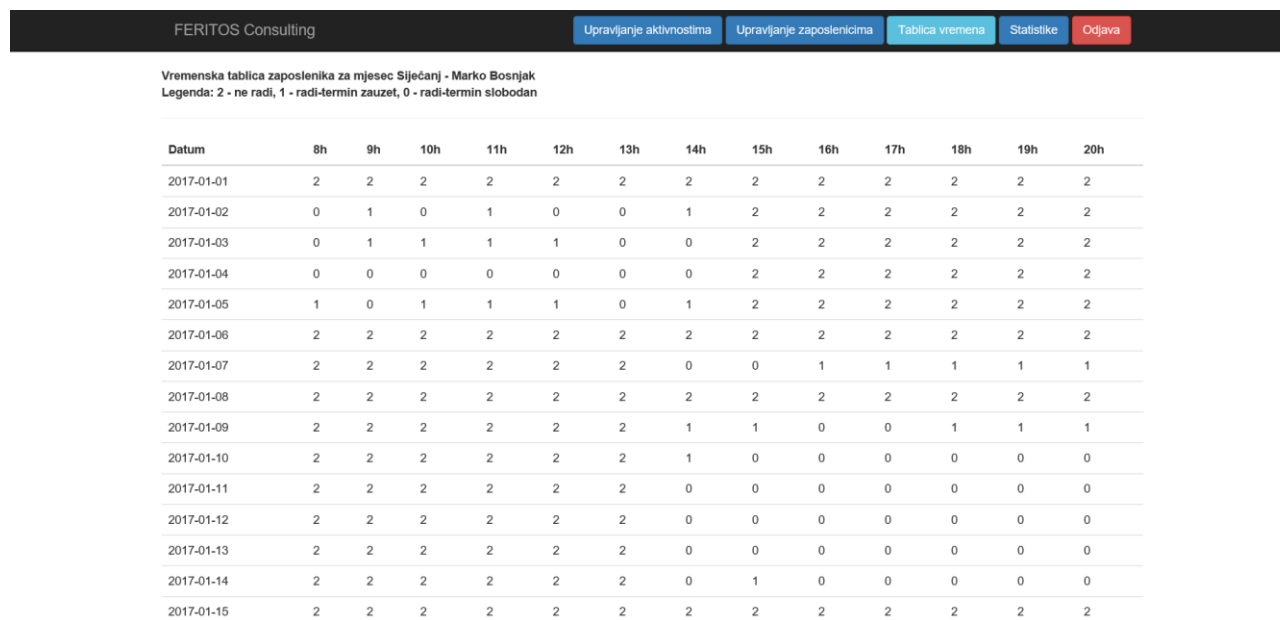 FERITOS Consulting Upravljanje aktivnostima Upravljanje zaposlenicima Tablica vremena Statistike Odjava
Vremenska tablica zaposlenika za mjesec Siječanj - Marko Bosnjak
Legenda: 2 - ne radi, 1 - radi-termin zauzet, 0 - radi-termin slobodan
Datum 8h 9h 10h 11h 12h 13h 14h 15h 16h 17h 18h 19h 20h
2017-01-01 2 2 2 2 2 2 2 2 2 2 2 2 2
2017-01-02 0 1 0 1 0 0 1 2 2 2 2 2 2
2017-01-03 0 1 1 1 1 0 0 2 2 2 2 2 2
2017-01-04 0 0 0 0 0 0 0 2 2 2 2 2 2
2017-01-05 1 0 1 1 1 0 1 2 2 2 2 2 2
2017-01-06 2 2 2 2 2 2 2 2 2 2 2 2 2
2017-01-07 2 2 2 2 2 2 0 0 1 1 1 1 1
2017-01-08 2 2 2 2 2 2 2 2 2 2 2 2 2
2017-01-09 2 2 2 2 2 2 1 1 0 0 1 1 1
2017-01-10 2 2 2 2 2 2 1 0 0 0 0 0 0
2017-01-11 2 2 2 2 2 2 0 0 0 0 0 0 0
2017-01-12 2 2 2 2 2 2 0 0 0 0 0 0 0
2017-01-13 2 2 2 2 2 2 0 0 0 0 0 0 0
2017-01-14 2 2 2 2 2 2 0 1 0 0 0 0 0
2017-01-15 2 2 2 2 2 2 2 2 2 2 2 2 2